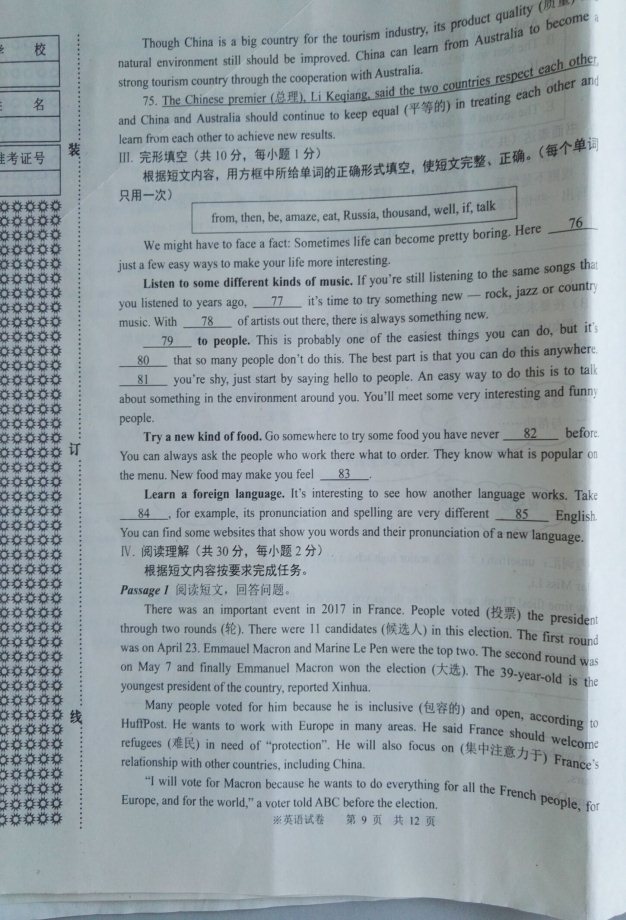 校
名
准考证号
装
订
线
Though China is a big country for the tourism industry, its product quality (质量)
natural environment still should be improved. China can learn from Australia to become a
strong tourism country through the cooperation with Australia.
75. The Chinese premier (总理), Li Keqiang, said the two countries respect each other
and China and Australia should continue to keep equal (平等的) in treating each other and
learn from each other to achieve new results.
III. 完形填空（共 10 分，每小题 1 分）
根据短文内容，用方框中所给单词的正确形式填空，使短文完整、正确。（每个单词
只用一次）
from, then, be, amaze, eat, Russia, thousand, well, if, talk
We might have to face a fact: Sometimes life can become pretty boring. Here 76
just a few easy ways to make your life more interesting.
Listen to some different kinds of music. If you're still listening to the same songs that
you listened to years ago, 77 it's time to try something new — rock, jazz or country
music. With 78 of artists out there, there is always something new.
79 to people. This is probably one of the easiest things you can do, but it's
80 that so many people don't do this. The best part is that you can do this anywhere.
81 you're shy, just start by saying hello to people. An easy way to do this is to talk
about something in the environment around you. You'll meet some very interesting and funny
people.
Try a new kind of food. Go somewhere to try some food you have never 82 before.
You can always ask the people who work there what to order. They know what is popular on
the menu. New food may make you feel 83 .
Learn a foreign language. It's interesting to see how another language works. Take
84 , for example, its pronunciation and spelling are very different 85 English.
You can find some websites that show you words and their pronunciation of a new language.
IV. 阅读理解（共 30 分，每小题 2 分）
根据短文内容按要求完成任务。
Passage 1 阅读短文，回答问题。
There was an important event in 2017 in France. People voted (投票) the president
through two rounds (轮). There were 11 candidates (候选人) in this election. The first round
was on April 23. Emmauel Macron and Marine Le Pen were the top two. The second round was
on May 7 and finally Emmanuel Macron won the election (大选). The 39-year-old is the
youngest president of the country, reported Xinhua.
Many people voted for him because he is inclusive (包容的) and open, according to
HuffPost. He wants to work with Europe in many areas. He said France should welcome
refugees (难民) in need of "protection". He will also focus on (集中注意力于) France's
relationship with other countries, including China.
"I will vote for Macron because he wants to do everything for all the French people, for
Europe, and for the world," a voter told ABC before the election.
※英语试卷 第 9 页 共 12 页